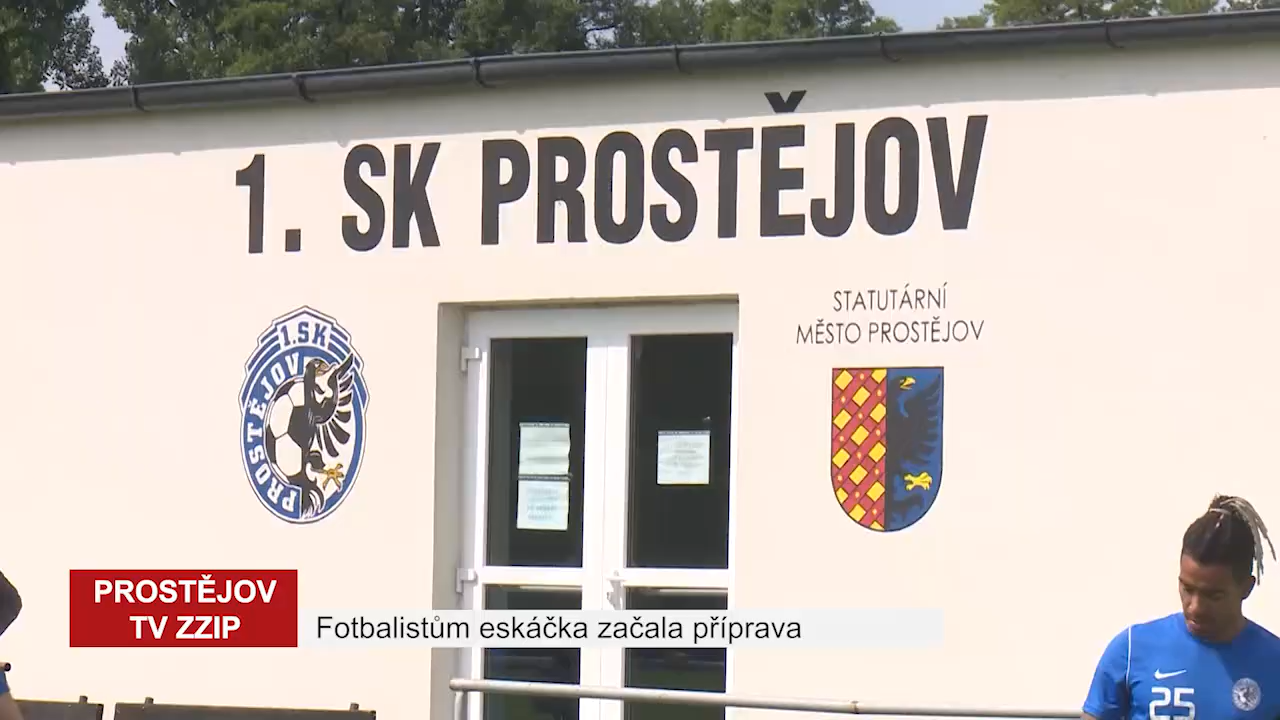 1. SK PROSTĚJOV
STATUTÁRNÍ
MĚSTO PROSTĚJOV
1.SK
PROSTĚJOV
PROSTĚJOV
TV ZZIP
Fotbalistům eskáčka začala příprava
25